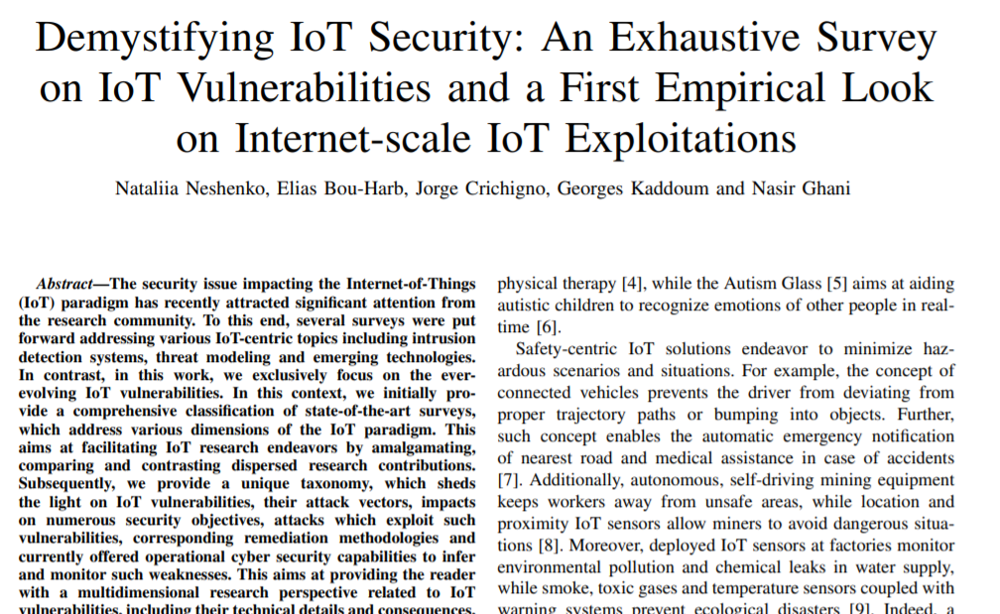 Demystifying IoT Security: An Exhaustive Survey
on IoT Vulnerabilities and a First Empirical Look
on Internet-scale IoT Exploitations
Nataliia Neshenko, Elias Bou-Harb, Jorge Crichigno, Georges Kaddoum and Nasir Ghani
Abstract—The security issue impacting the Internet-of-Things
(IoT) paradigm has recently attracted significant attention from
the research community. To this end, several surveys were put
forward addressing various IoT-centric topics including intrusion
detection systems, threat modeling and emerging technologies.
In contrast, in this work, we exclusively focus on the ever-
evolving IoT vulnerabilities. In this context, we initially pro-
vide a comprehensive classification of state-of-the-art surveys,
which address various dimensions of the IoT paradigm. This
aims at facilitating IoT research endeavors by amalgamating,
comparing and contrasting dispersed research contributions.
Subsequently, we provide a unique taxonomy, which sheds
the light on IoT vulnerabilities, their attack vectors, impacts
on numerous security objectives, attacks which exploit such
vulnerabilities, corresponding remediation methodologies and
currently offered operational cyber security capabilities to infer
and monitor such weaknesses. This aims at providing the reader
with a multidimensional research perspective related to IoT
vulnerabilities, including their technical details and consequences,
physical therapy [4], while the Autism Glass [5] aims at aiding
autistic children to recognize emotions of other people in real-
time [6].
Safety-centric IoT solutions endeavor to minimize haz-
ardous scenarios and situations. For example, the concept of
connected vehicles prevents the driver from deviating from
proper trajectory paths or bumping into objects. Further,
such concept enables the automatic emergency notification
of nearest road and medical assistance in case of accidents
[7]. Additionally, autonomous, self-driving mining equipment
keeps workers away from unsafe areas, while location and
proximity IoT sensors allow miners to avoid dangerous situa-
tions [8]. Moreover, deployed IoT sensors at factories monitor
environmental pollution and chemical leaks in water supply,
while smoke, toxic gases and temperature sensors coupled with
warning systems prevent ecological disasters [9]. Indeed, a